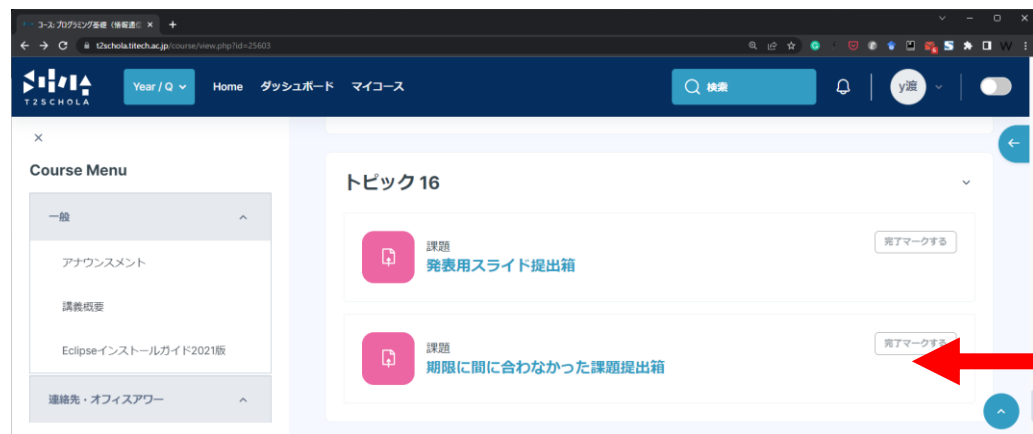 コース: プログラミング基礎 (情報通信
t2schola.titech.ac.jp/course/view.php?id=25603
T2SCHOLA
Year / Q
Home
ダッシュボード
マイコース
検索
y渡
Course Menu
一般
アナウンスメント
講義概要
Eclipseインストールガイド2021版
連絡先・オフィスアワー
トピック 16
課題
発表用スライド提出箱
完了マークする
課題
期限に間に合わなかった課題提出箱
完了マークする